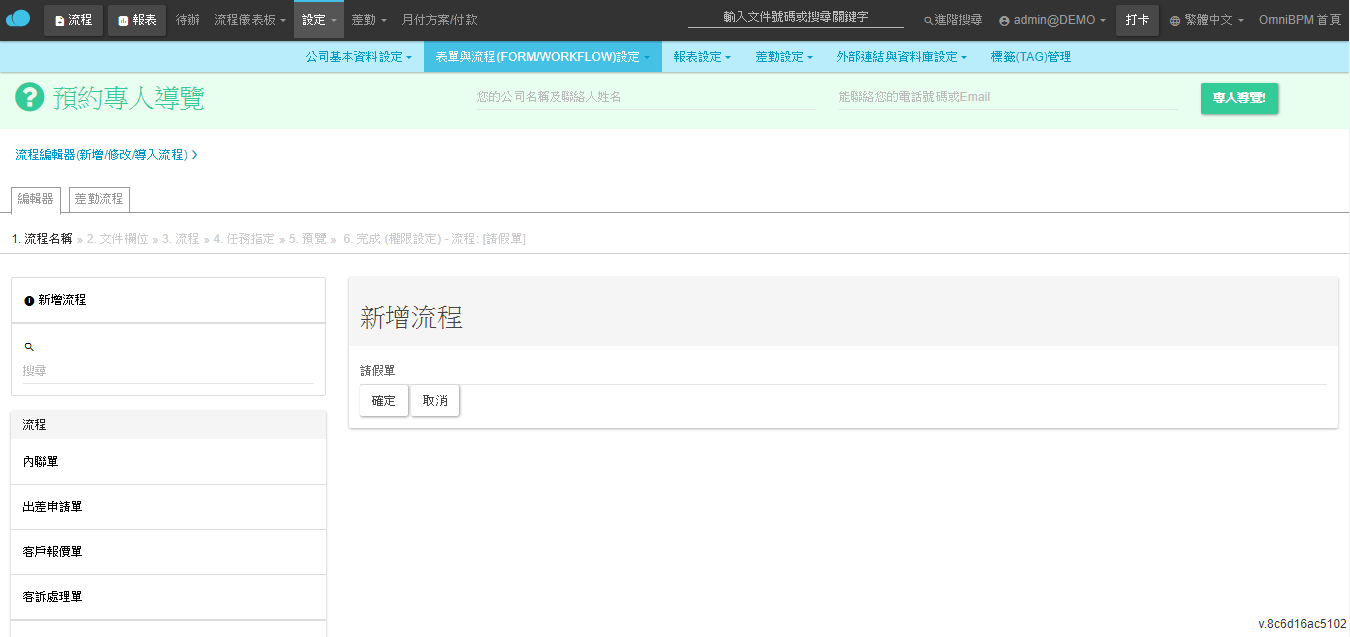 流程 報表 待辦 流程儀表板 設定 差勤 月付方案/付款 輸入文件號碼或搜尋關鍵字 進階搜尋 admin@DEMO 打卡 繁體中文 OmniBPM 首頁
公司基本資料設定 表單與流程(FORM/WORKFLOW)設定 報表設定 差勤設定 外部連結與資料庫設定 標籤(TAG)管理
預約專人導覽 您的公司名稱及聯絡人姓名 能聯絡您的電話號碼或Email 專人導覽!
流程編輯器(新增/修改/導入流程)
編輯器 差勤流程
1. 流程名稱 » 2. 文件欄位 » 3. 流程 » 4. 任務指定 » 5. 預覽 » 6. 完成 (權限設定) - 流程: [請假單]
新增流程
搜尋
流程
內聯單
出差申請單
客戶報價單
客訴處理單
新增流程
請假單
確定 取消
v.8c6d16ac5102